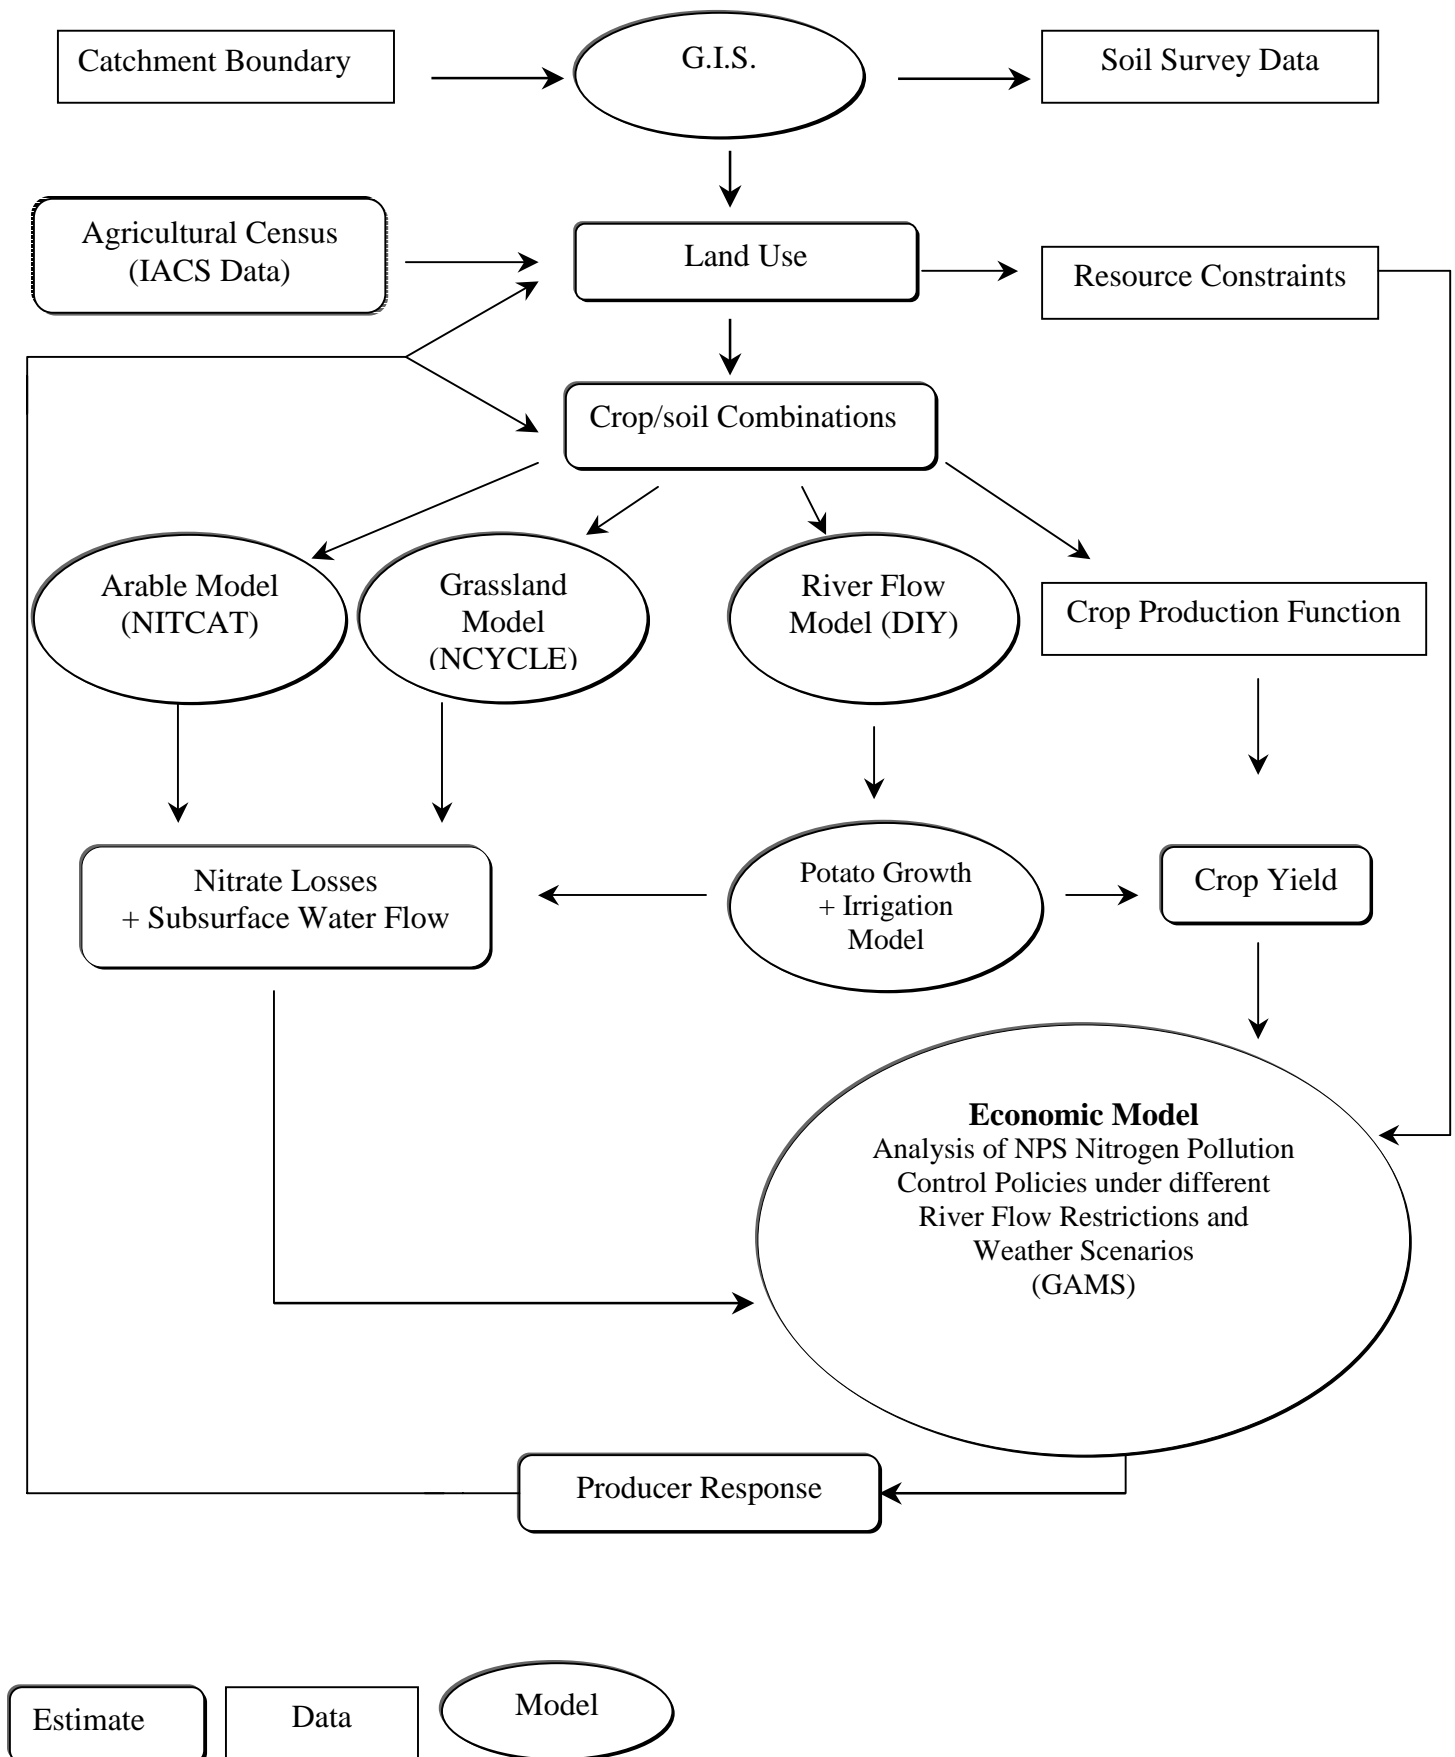 Catchment Boundary
G.I.S.
Soil Survey Data
Agricultural Census
(IACS Data)
Land Use
Resource Constraints
Crop/soil Combinations
Arable Model
(NITCAT)
Grassland
Model
(NCYCLE)
River Flow
Model (DIY)
Crop Production Function
Nitrate Losses
+ Subsurface Water Flow
Potato Growth
+ Irrigation
Model
Crop Yield
Economic Model
Analysis of NPS Nitrogen Pollution
Control Policies under different
River Flow Restrictions and
Weather Scenarios
(GAMS)
Producer Response
Estimate
Data
Model